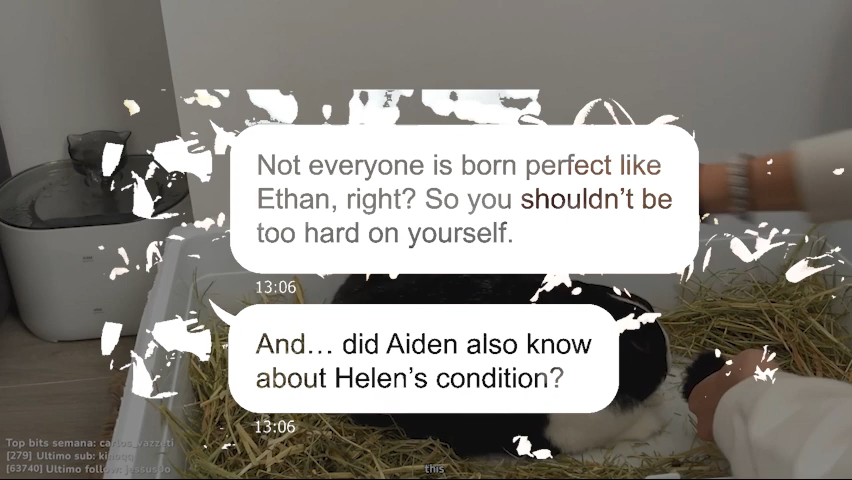 Not everyone is born perfect like
Ethan, right? So you shouldn't be
too hard on yourself.
13:06
And… did Aiden also know
about Helen's condition?
13:06
Top bits semana: carlos_vazzeti
[279] Ultimo sub:
[63740] Ultimo follow:
this